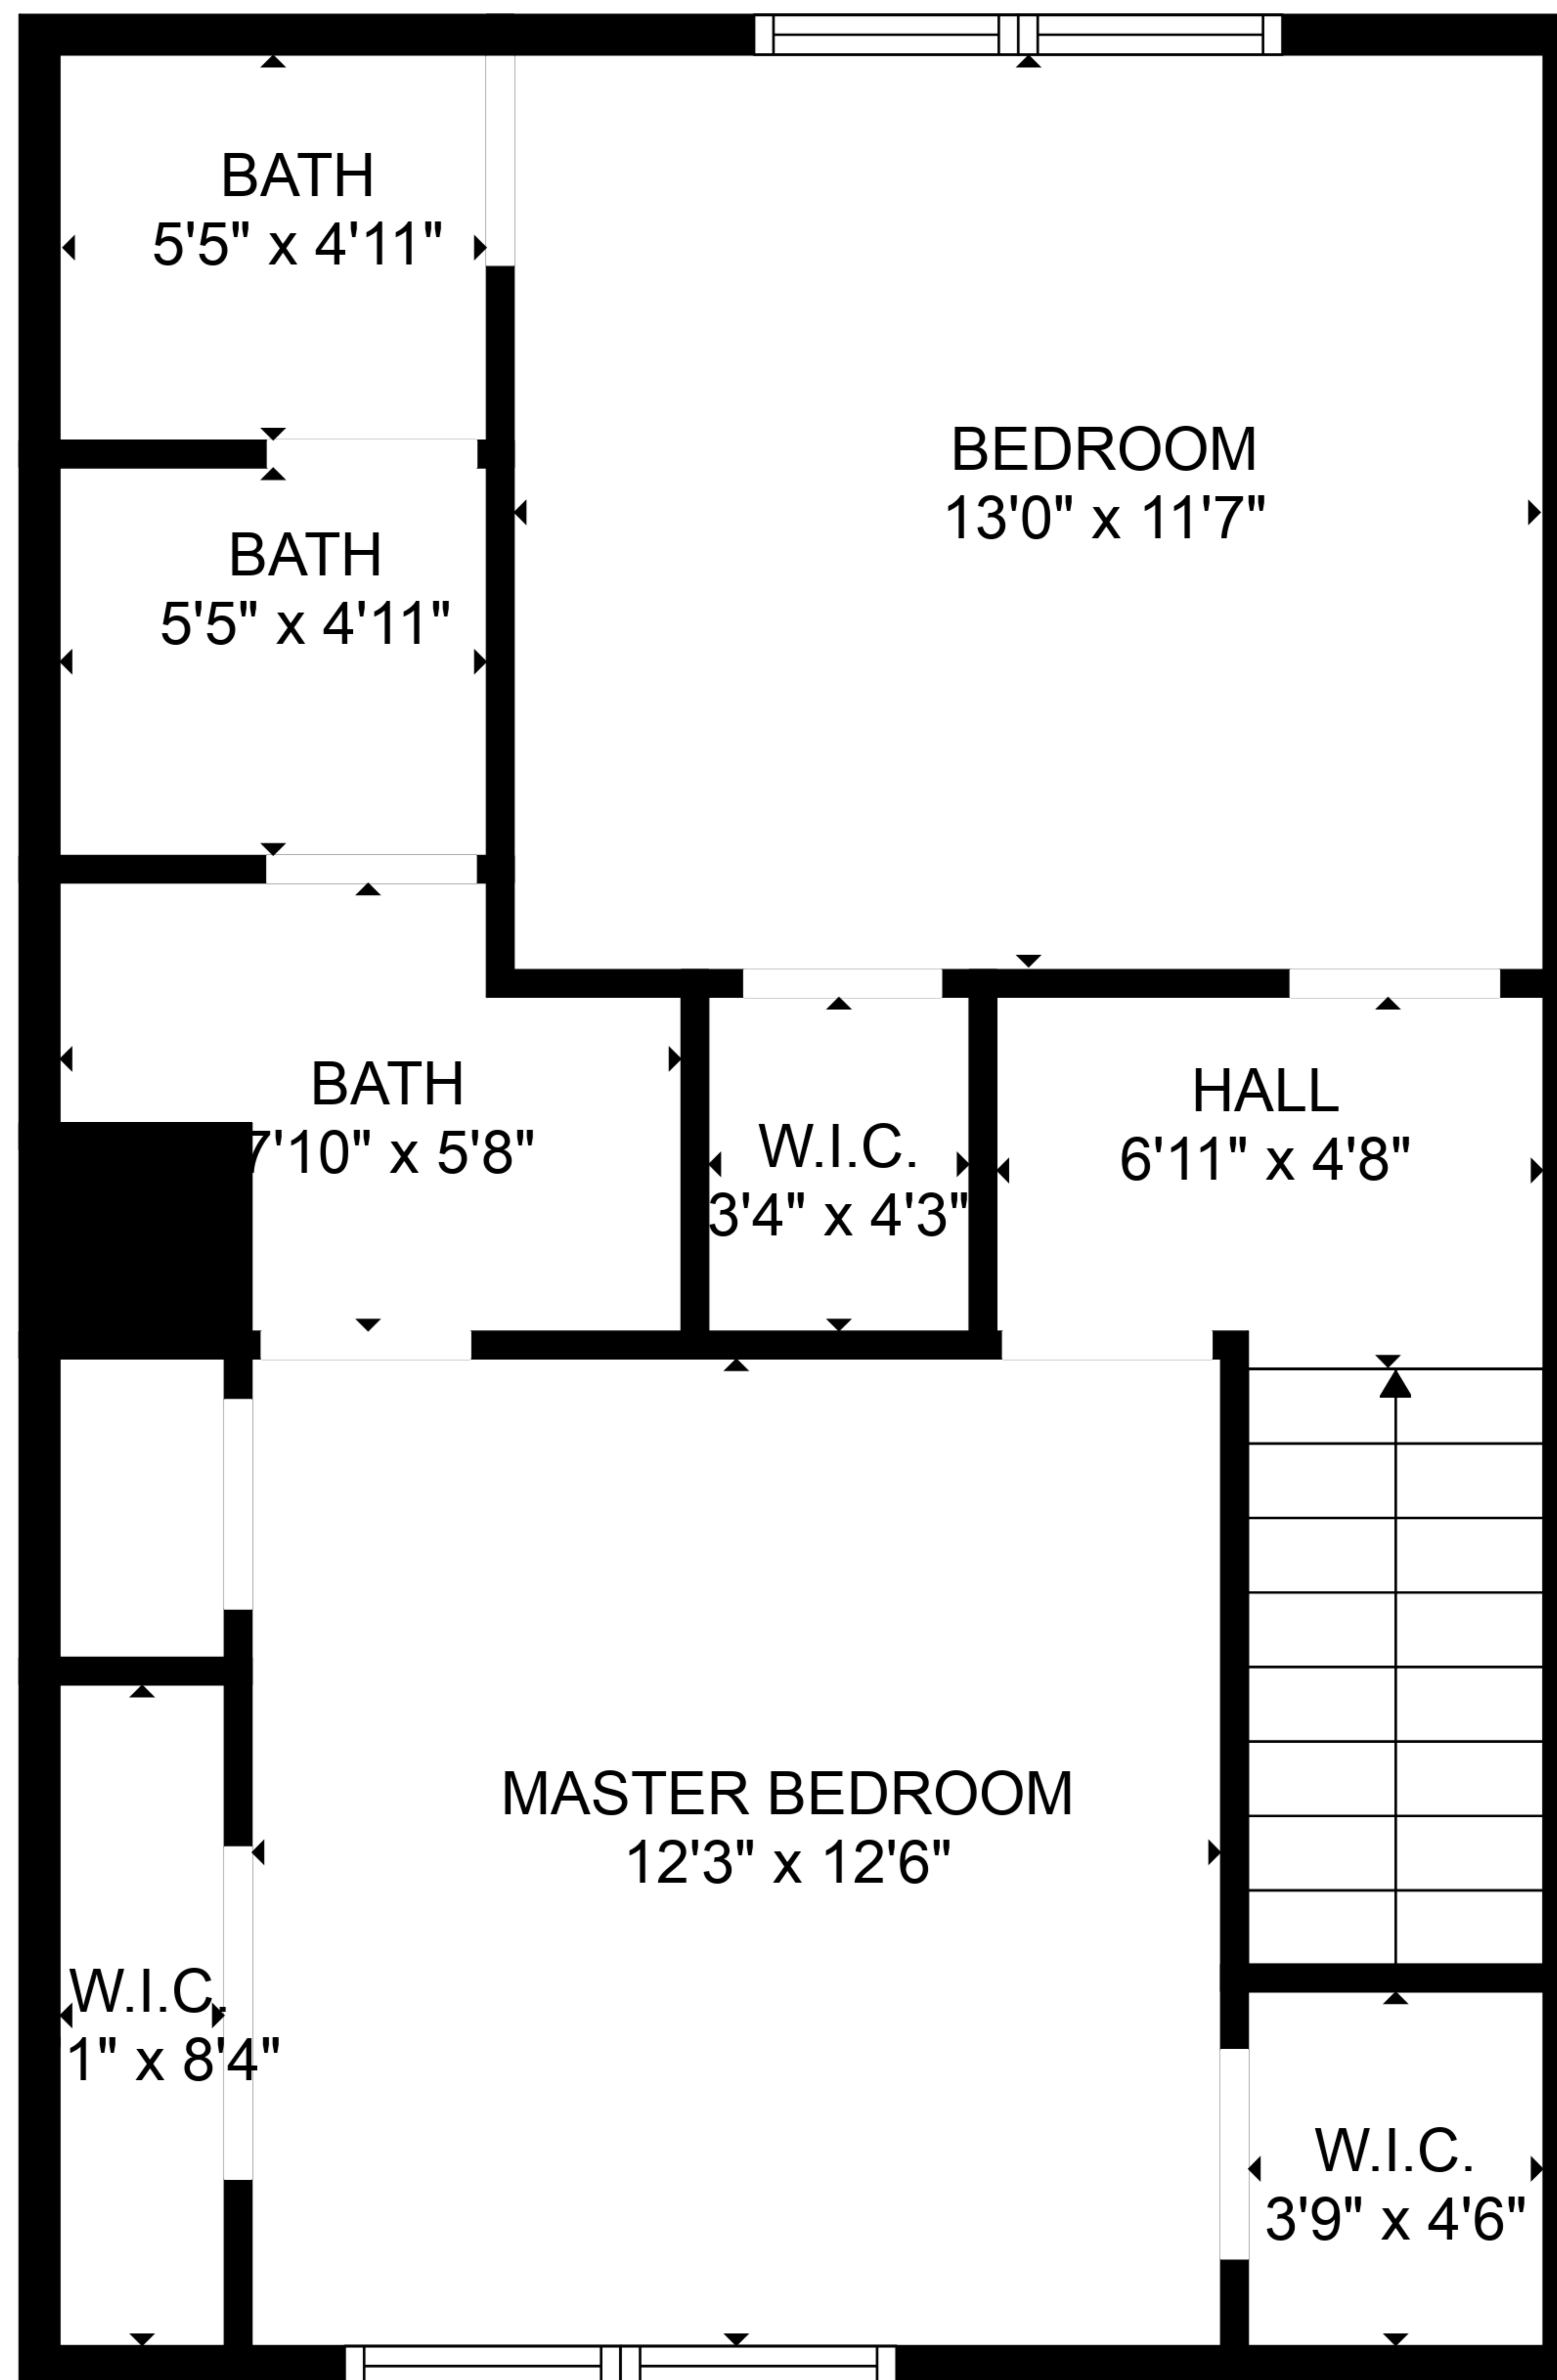 BATH
5'5" x 4'11"
BEDROOM
13'0" x 11'7"
BATH
5'5" x 4'11"
BATH
7'10" x 5'8"
W.I.C.
3'4" x 4'3"
HALL
6'11" x 4'8"
MASTER BEDROOM
12'3" x 12'6"
W.I.C.
1" x 8'4"
W.I.C.
3'9" x 4'6"